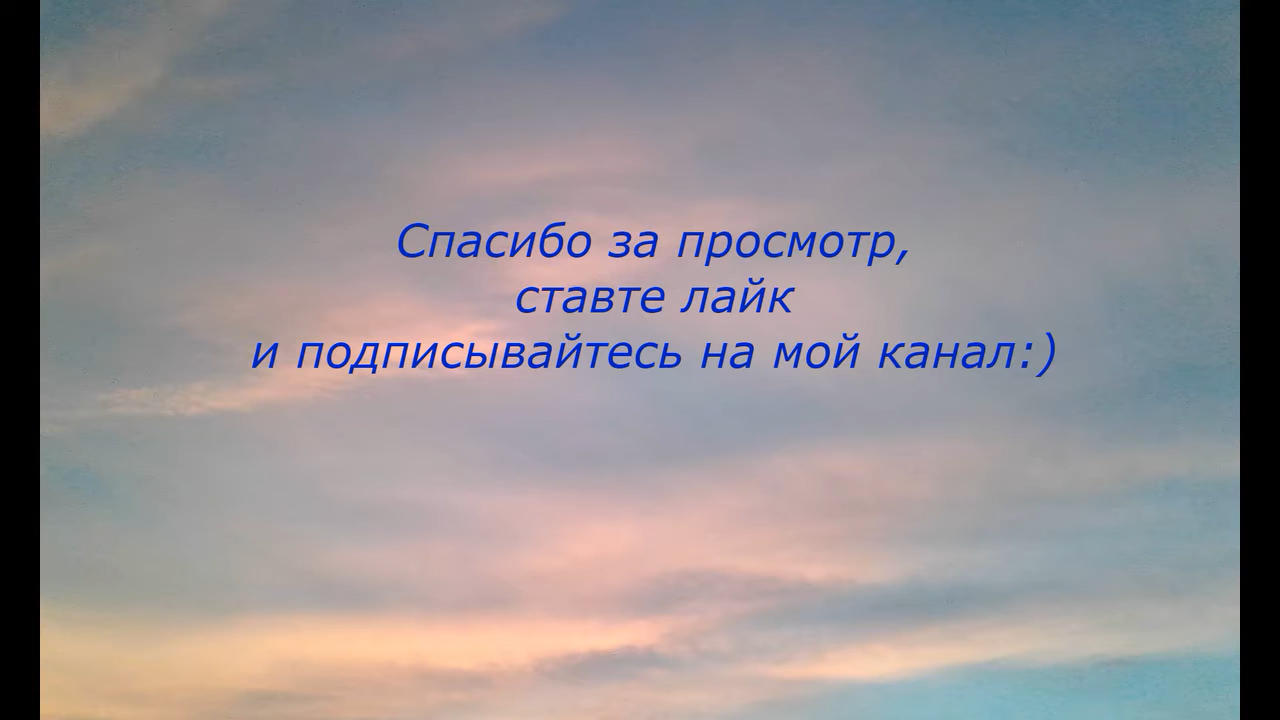 Спасибо за просмотр,
ставте лайк
и подписывайтесь на мой канал:)